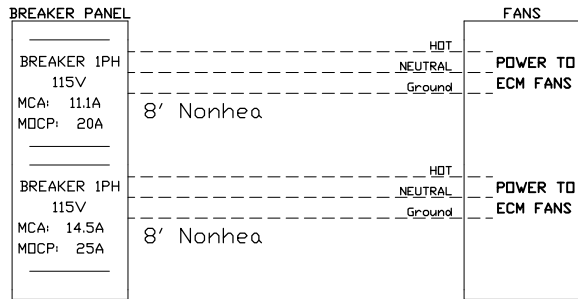 BREAKER PANEL
FANS
BREAKER 1PH
115V
MCA: 11.1A
MOCP: 20A
8' Nonhea
HOT
NEUTRAL
Ground
POWER TO
ECM FANS
BREAKER 1PH
115V
MCA: 14.5A
MOCP: 25A
8' Nonhea
HOT
NEUTRAL
Ground
POWER TO
ECM FANS